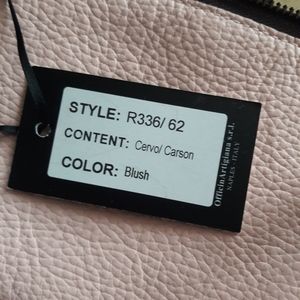 STYLE: R336/ 62
CONTENT: Cervo/ Carson
COLOR: Blush
OfficinArtigiana s.r.l.
NAPLES - ITALY